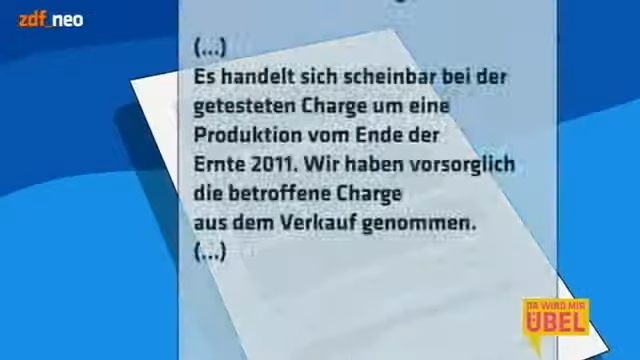 zdf_neo
(...)
Es handelt sich scheinbar bei der
getesteten Charge um eine
Produktion vom Ende der
Ernte 2011. Wir haben vorsorglich
die betroffene Charge
aus dem Verkauf genommen.
(...)
DA WIRD MIR
ÜBEL